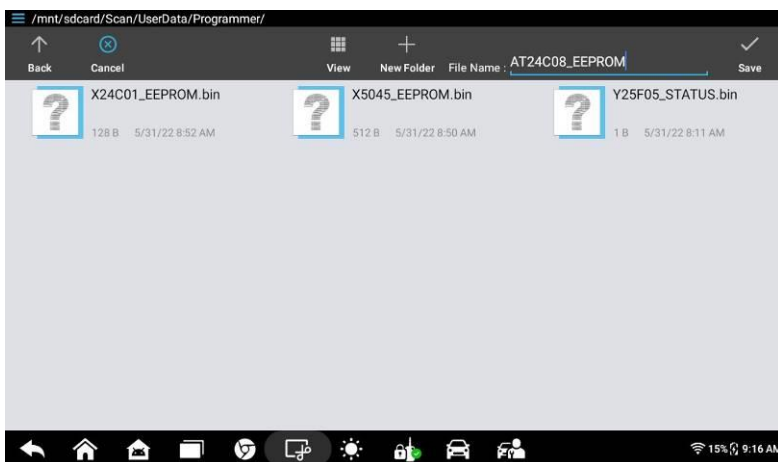 /mnt/sdcard/Scan/UserData/Programmer/
Back Cancel View New Folder File Name : AT24C08_EEPROM Save
X24C01_EEPROM.bin X5045_EEPROM.bin Y25F05_STATUS.bin
128 B 5/31/22 8:52 AM 512 B 5/31/22 8:50 AM 1 B 5/31/22 8:11 AM
15% 9:16 AM